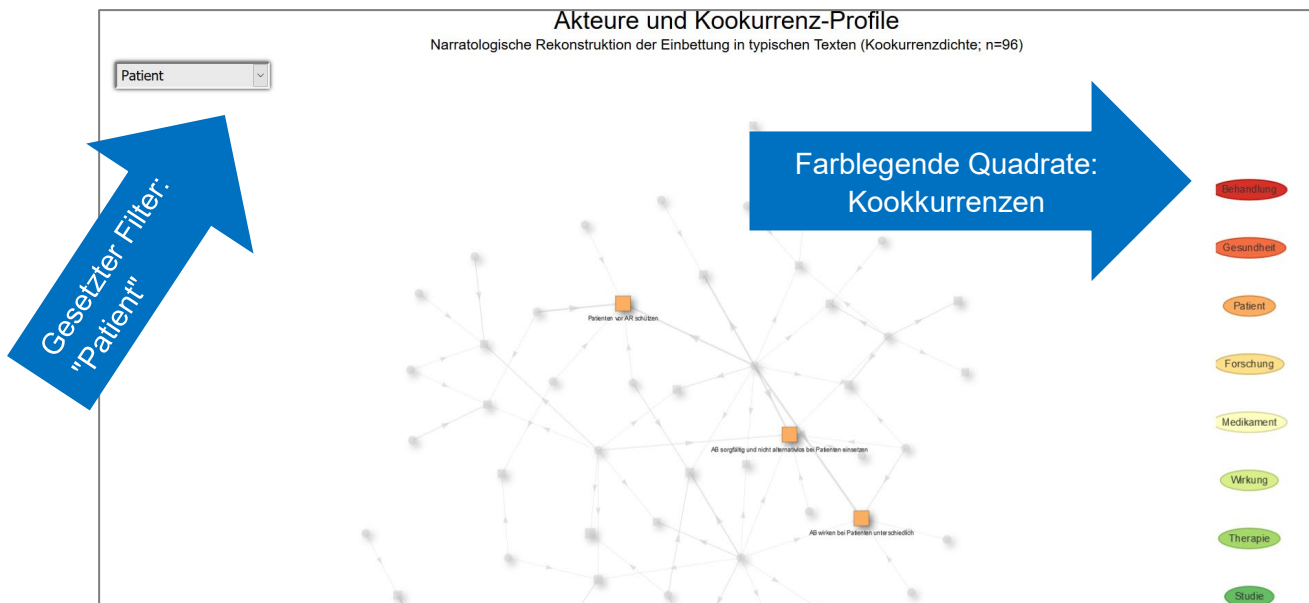 Akteure und Kookurrenz-Profile
Narratologische Rekonstruktion der Einbettung in typischen Texten (Kookurrenzdichte; n=96)
Patient
Gesetzter Filter:
"Patient"
Farblegende Quadrate:
Kookkurrenzen
Behandlung
Gesundheit
Patient
Forschung
Medikament
Wirkung
Therapie
Studie
Patienten vor AR schützen
AB sorgfältig und nicht alternativlos bei Patienten einsetzen
AB wirken bei Patienten unterschiedlich